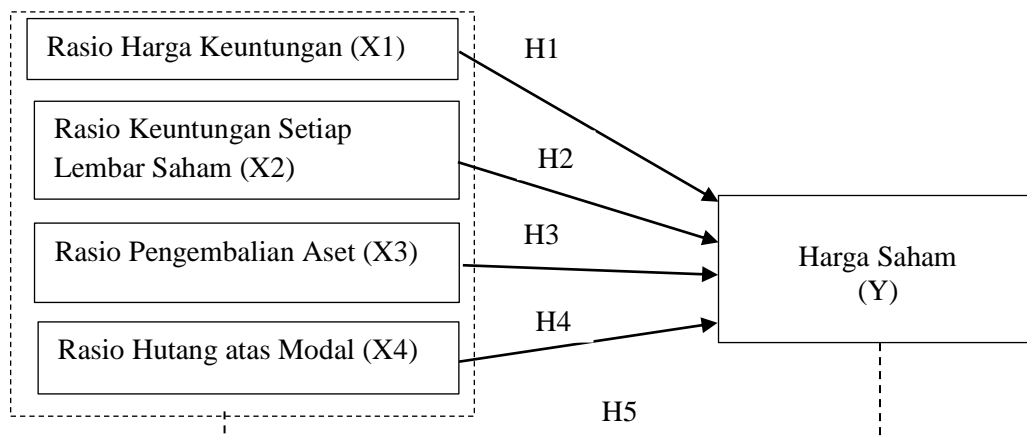 Rasio Harga Keuntungan (X1)
H1
Rasio Keuntungan Setiap
Lembar Saham (X2)
H2
Rasio Pengembalian Aset (X3)
H3
Harga Saham
(Y)
Rasio Hutang atas Modal (X4)
H4
H5